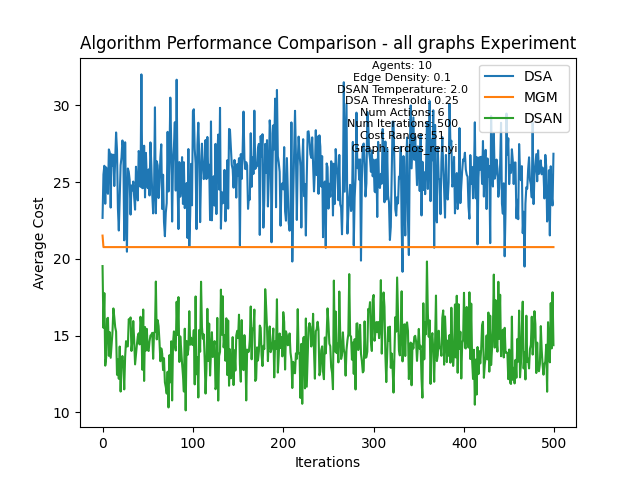 Algorithm Performance Comparison - all graphs Experiment
Agents: 10
Edge Density: 0.1
DSAN Temperature: 2.0
DSA Threshold: 0.25
Num Actions: 6
Num Iterations: 500
Cost Range: 51
Graph: erdos_renyi
DSA
MGM
DSAN
30
25
20
15
10
Average Cost
0 100 200 300 400 500
Iterations